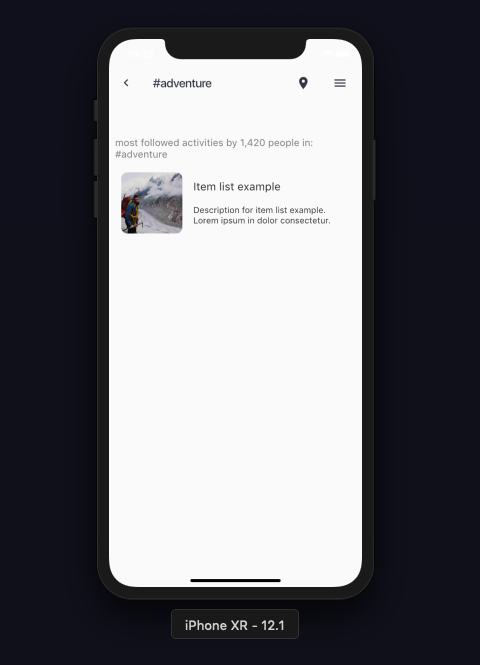 #adventure
most followed activities by 1,420 people in:
#adventure
Item list example
Description for item list example.
Lorem ipsum in dolor consectetur.
iPhone XR - 12.1